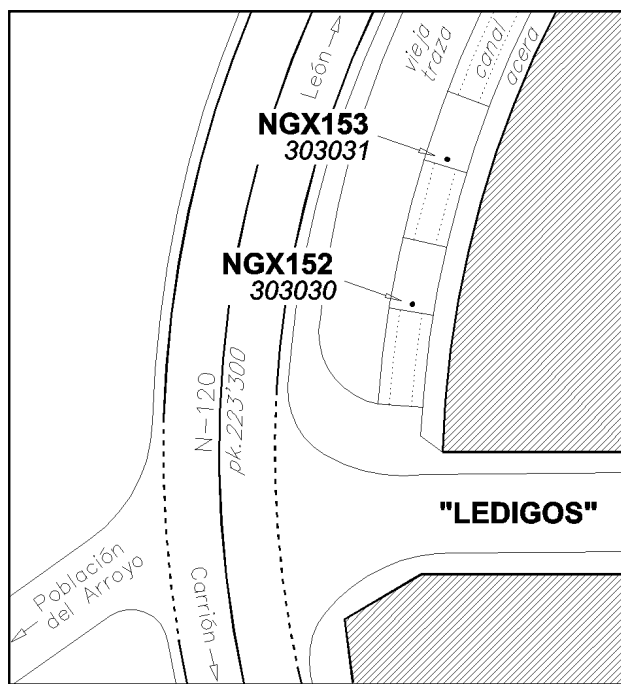 León
vieja
traza
canal
acera
NGX153
303031
NGX152
303030
N-120
pk.223'300
"LEDIGOS"
Población
del Arroyo
Carrión